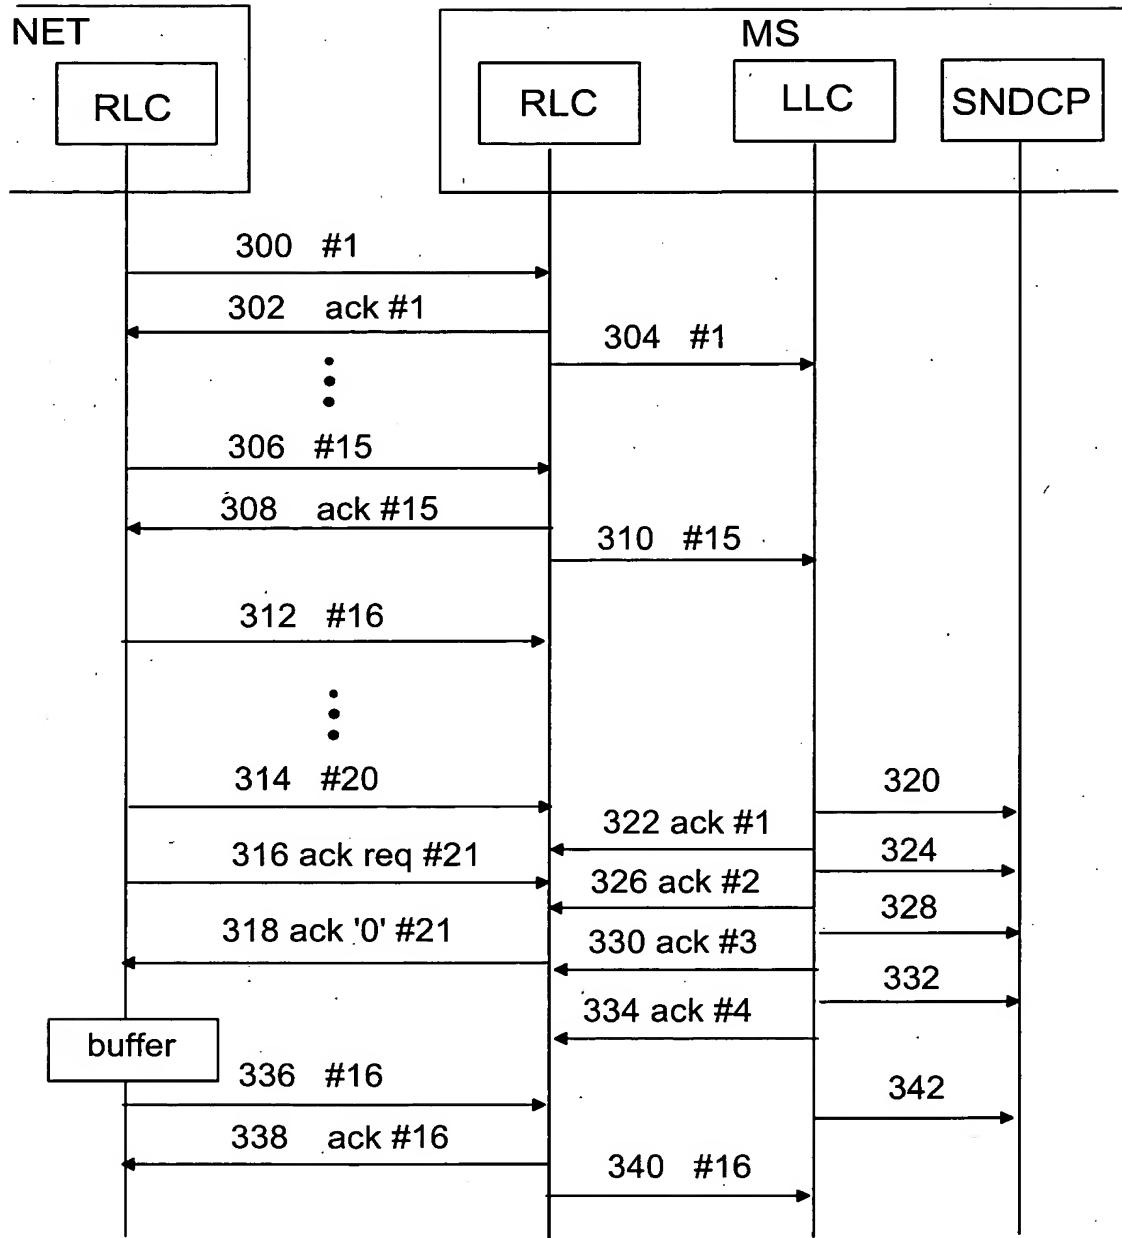 NET
MS
RLC
RLC
LLC
SNDCP
300 #1
302 ack #1
304 #1
306 #15
308 ack #15
310 #15
312 #16
314 #20
320
322 ack #1
316 ack req #21
324
326 ack #2
318 ack '0' #21
328
330 ack #3
332
334 ack #4
buffer
336 #16
342
338 ack #16
340 #16